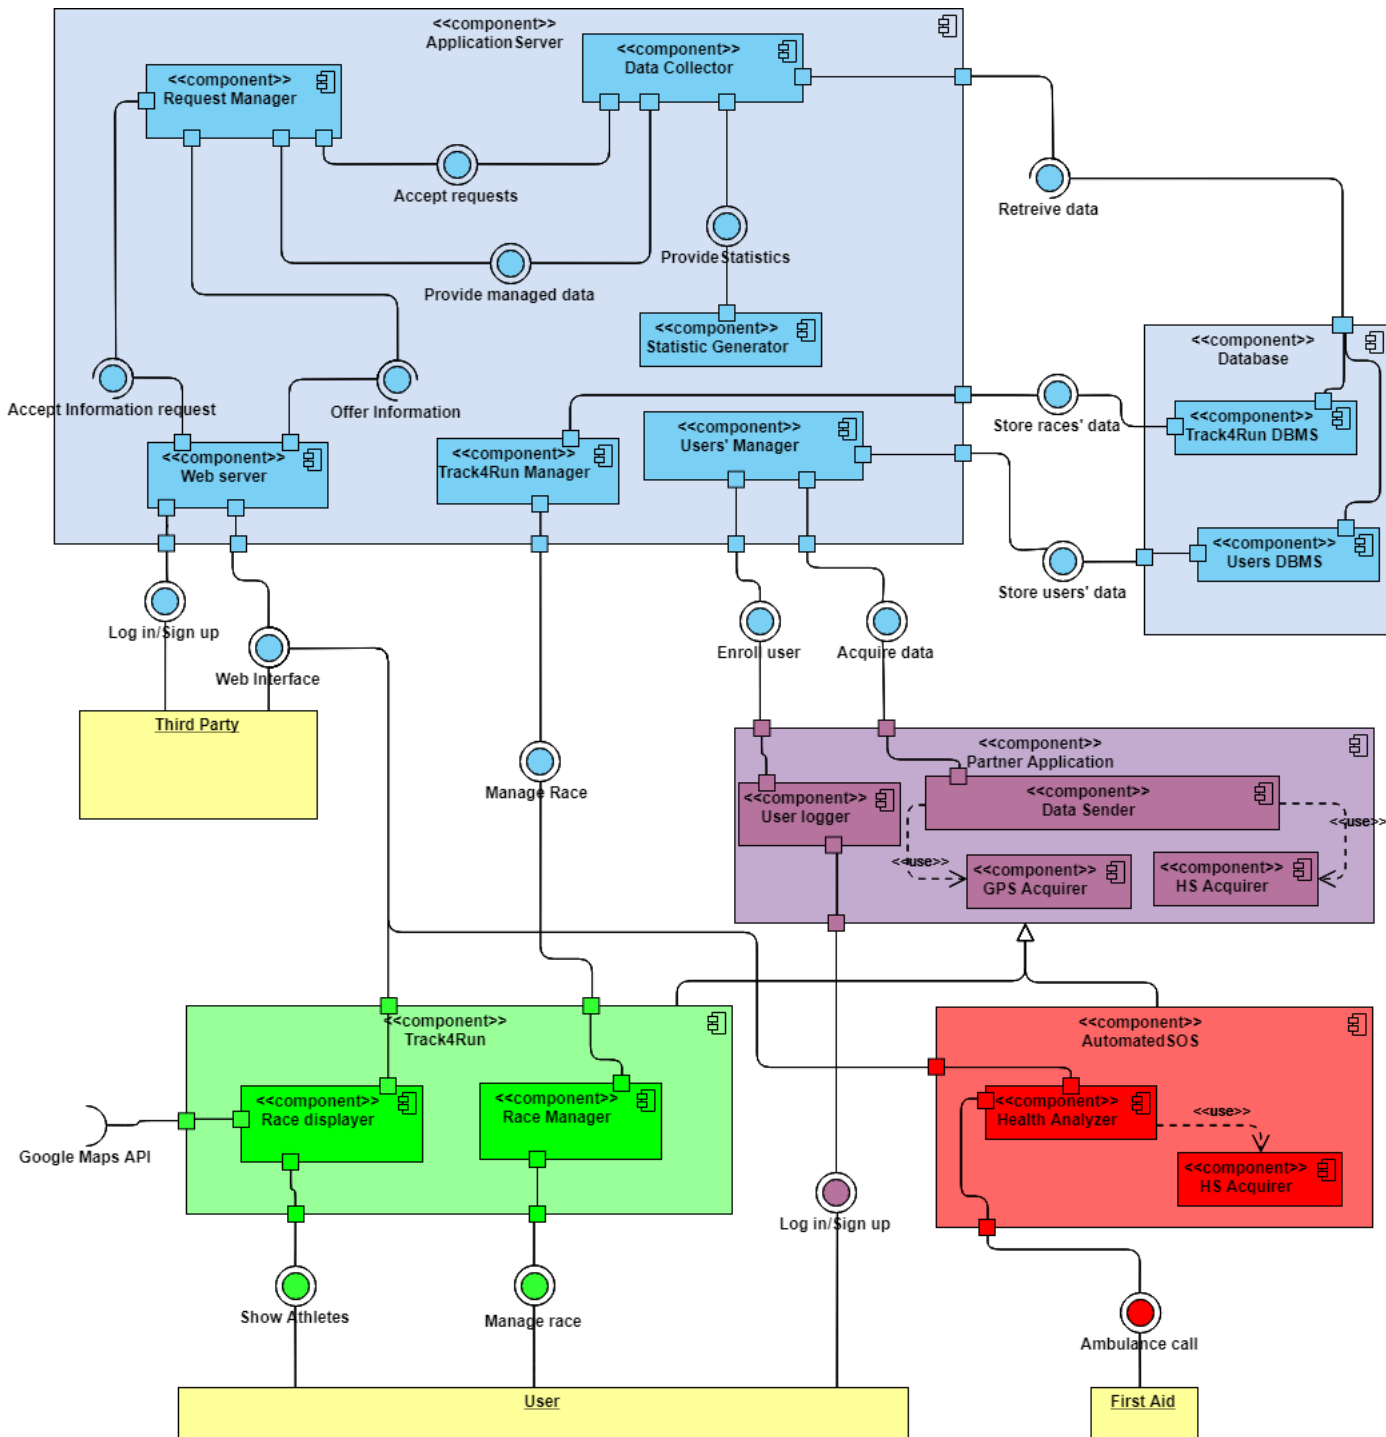 <<component>>
ApplicationServer
<<component>>
Data Collector
<<component>>
Request Manager
Accept requests
Retreive data
ProvideStatistics
Provide managed data
<<component>>
Statistic Generator
<<component>>
Database
Accept Information request
Offer Information
Store races' data
<<component>>
Track4Run DBMS
<<component>>
Users' Manager
<<component>>
Web server
<<component>>
Track4Run Manager
<<component>>
Users DBMS
Store users' data
Log in/Sign up
Enroll user
Acquire data
Web Interface
Third Party
<<component>>
Partner Application
Manage Race
<<component>>
User logger
<<component>>
Data Sender
<<use>>
<<use>>
<<component>>
GPS Acquirer
<<component>>
HS Acquirer
<<component>>
Track4Run
<<component>>
AutomatedSOS
<<component>>
Race displayer
<<component>>
Race Manager
<<component>>
Health Analyzer
<<use>>
Google Maps API
<<component>>
HS Acquirer
Log in/Sign up
Show Athletes
Manage race
Ambulance call
User
First Aid